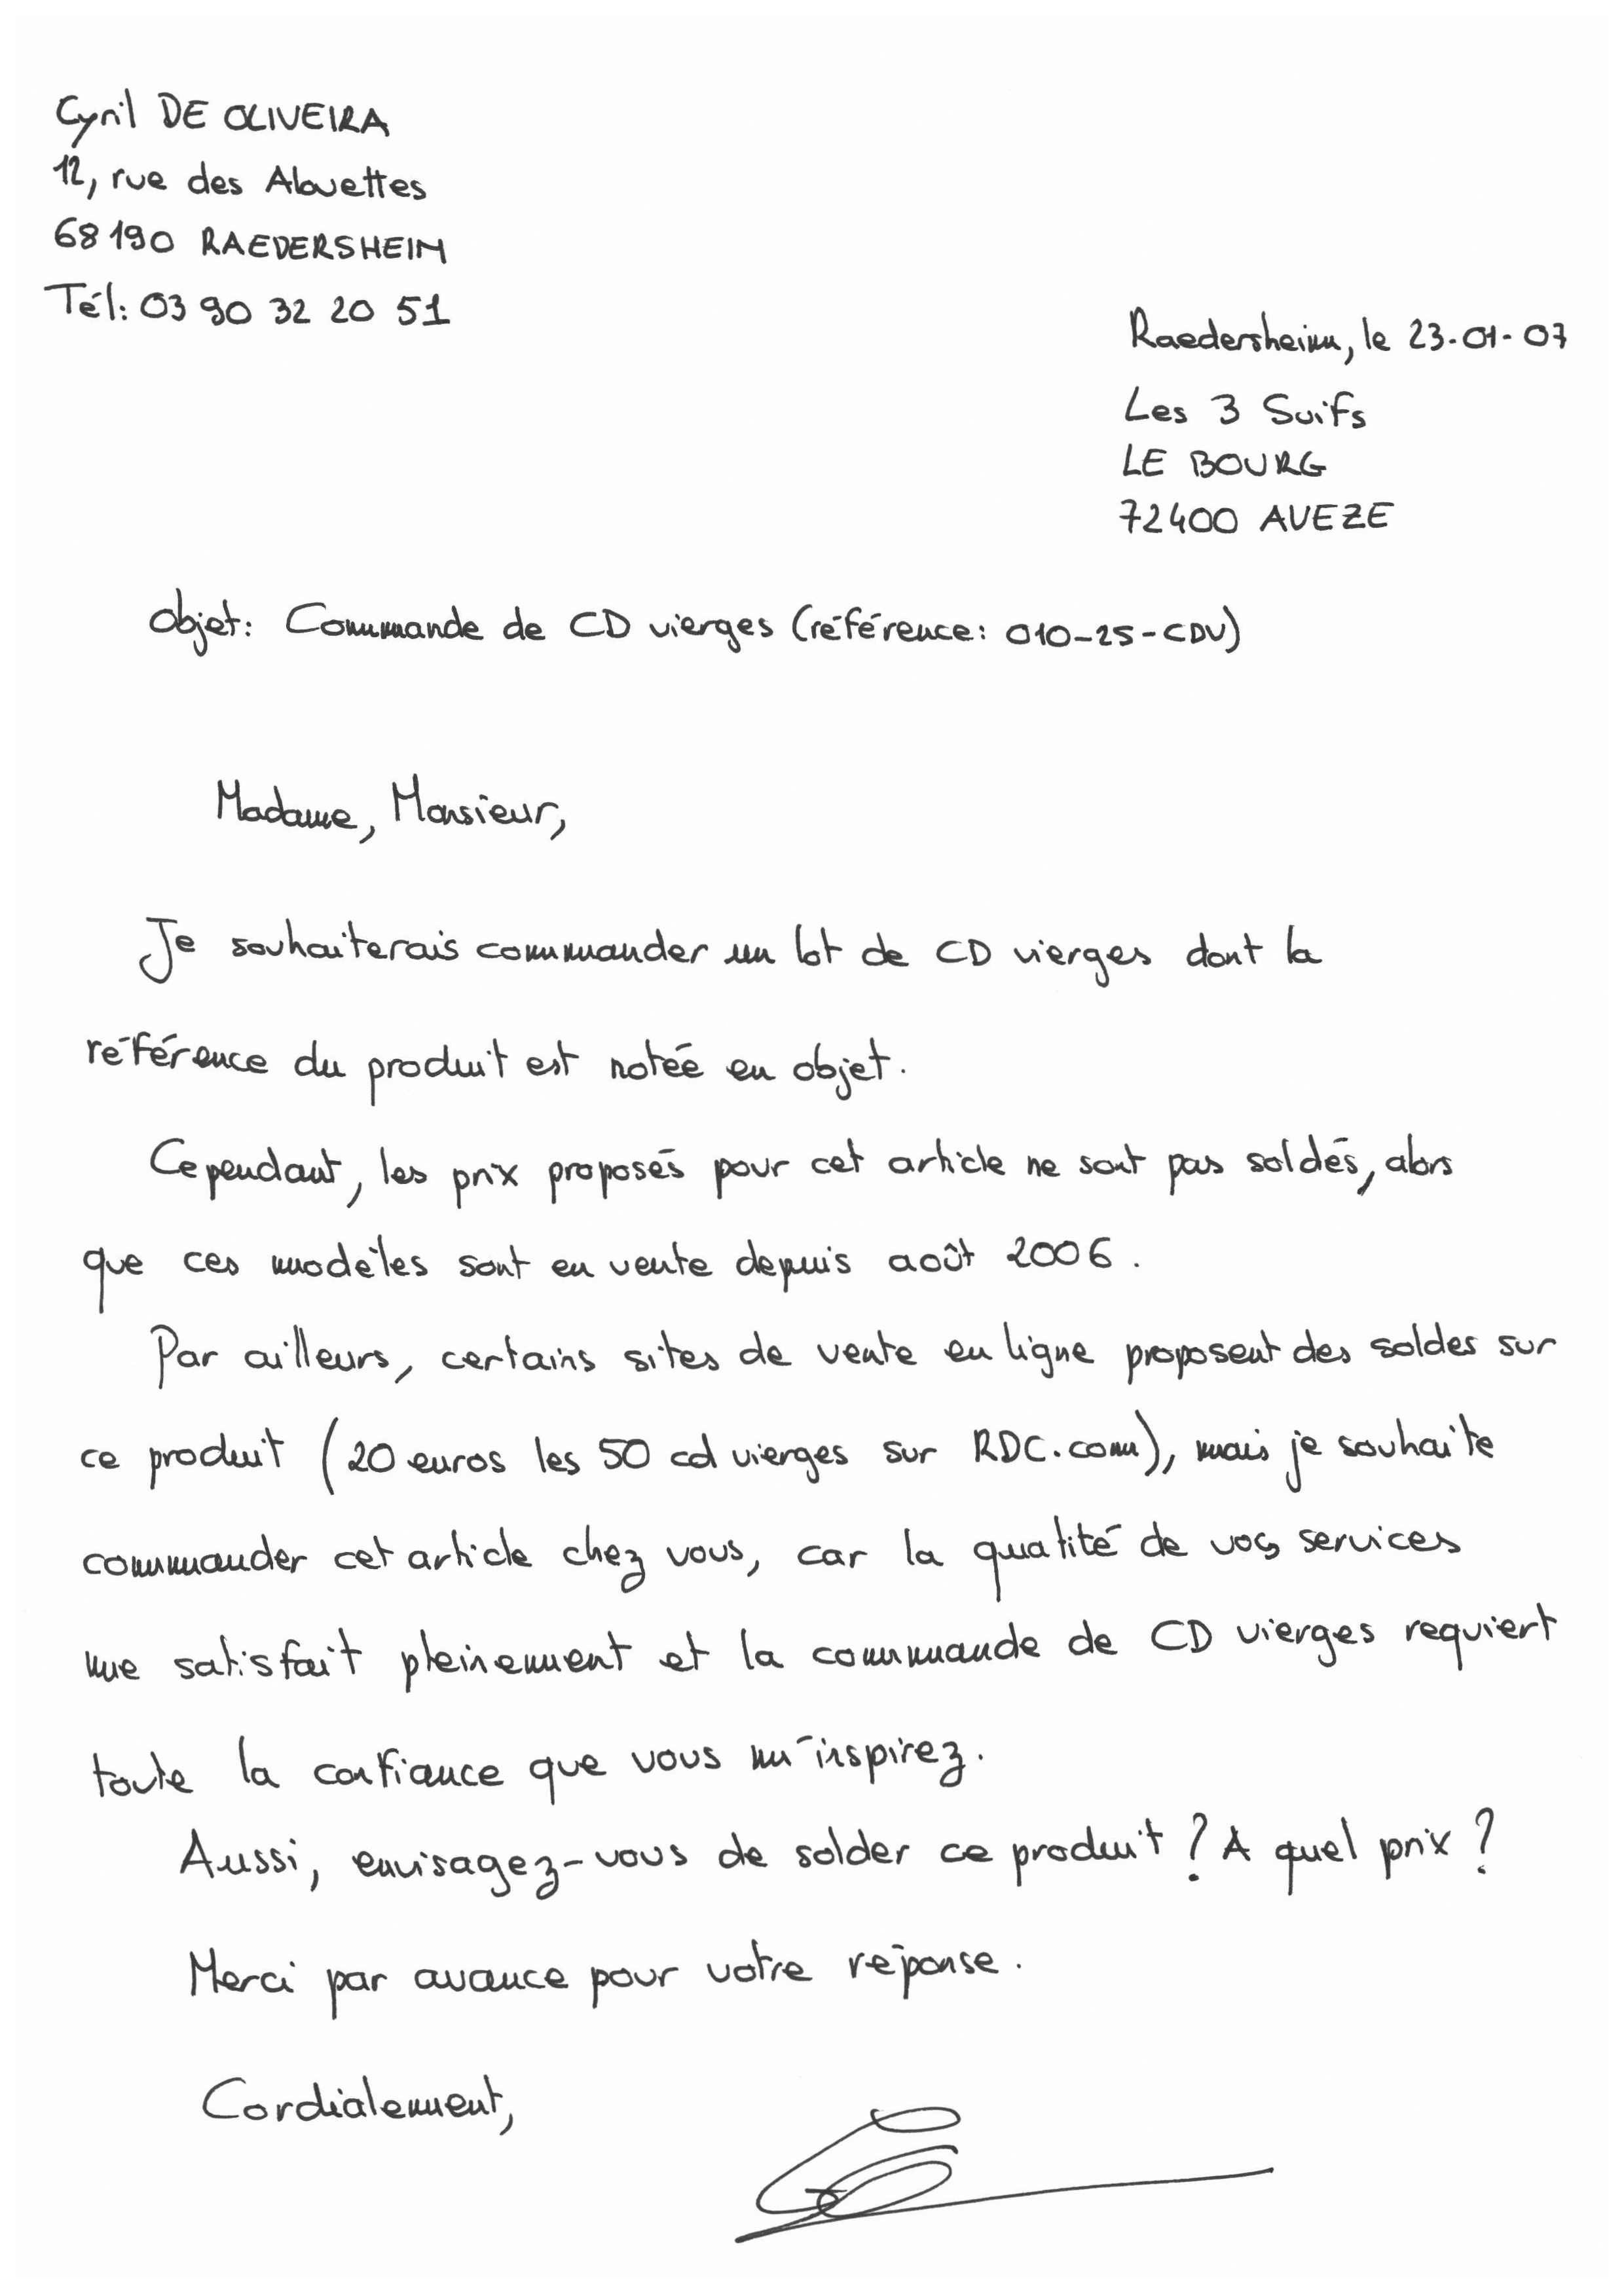 Cyril DE OLIVEIRA
12, rue des Alouettes
68190 RAEDERSHEIM
Tél: 03 90 32 20 51
Raedersheim, le 23-01-07
Les 3 Suifs
LE BOURG
72400 AVEZE
Objet: Commande de CD vierges (référence: 010-25-CDV)
Madame, Monsieur,
Je souhaiterais commander un lot de CD vierges dont la
référence du produit est notée en objet.
Cependant, les prix proposés pour cet article ne sont pas soldés, alors
que ces modèles sont en vente depuis août 2006.
Par ailleurs, certains sites de vente en ligne proposent des soldes sur
ce produit (20 euros les 50 cd vierges sur RDC.com), mais je souhaite
commander cet article chez vous, car la qualité de vos services
me satisfait pleinement et la commande de CD vierges requiert
toute la confiance que vous m'inspirez.
Aussi, envisagez-vous de solder ce produit ? A quel prix ?
Merci par avance pour votre réponse.
Cordialement,